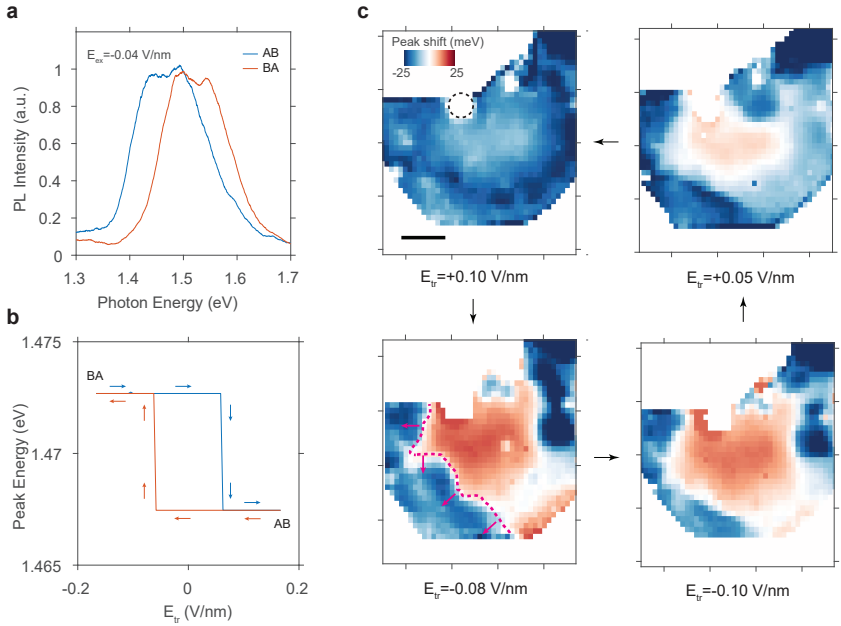 a
E_ex=-0.04 V/nm
AB
BA
PL Intensity (a.u.)
1
0.8
0.6
0.4
0.2
0
1.3
1.4
1.5
1.6
1.7
Photon Energy (eV)
b
1.475
1.47
1.465
Peak Energy (eV)
BA
AB
-0.2
0
0.2
E_tr (V/nm)
c
Peak shift (meV)
-25
25
E_tr=+0.10 V/nm
E_tr=+0.05 V/nm
E_tr=-0.08 V/nm
E_tr=-0.10 V/nm